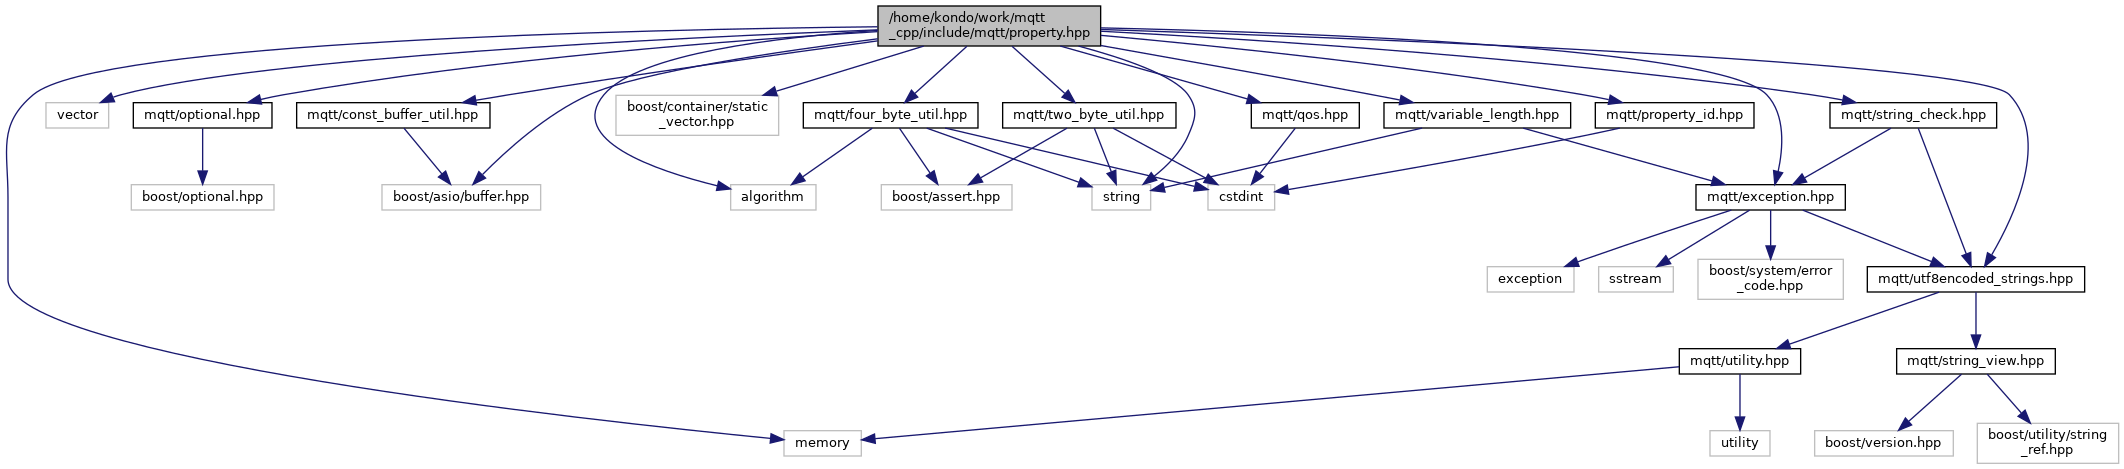 /home/kondo/work/mqtt
_cpp/include/mqtt/property.hpp
vector
mqtt/optional.hpp
mqtt/const_buffer_util.hpp
boost/container/static
_vector.hpp
mqtt/four_byte_util.hpp
mqtt/two_byte_util.hpp
mqtt/qos.hpp
mqtt/variable_length.hpp
mqtt/property_id.hpp
mqtt/string_check.hpp
boost/optional.hpp
boost/asio/buffer.hpp
algorithm
boost/assert.hpp
string
cstdint
mqtt/exception.hpp
exception
sstream
boost/system/error
_code.hpp
mqtt/utf8encoded_strings.hpp
mqtt/utility.hpp
mqtt/string_view.hpp
memory
utility
boost/version.hpp
boost/utility/string
_ref.hpp